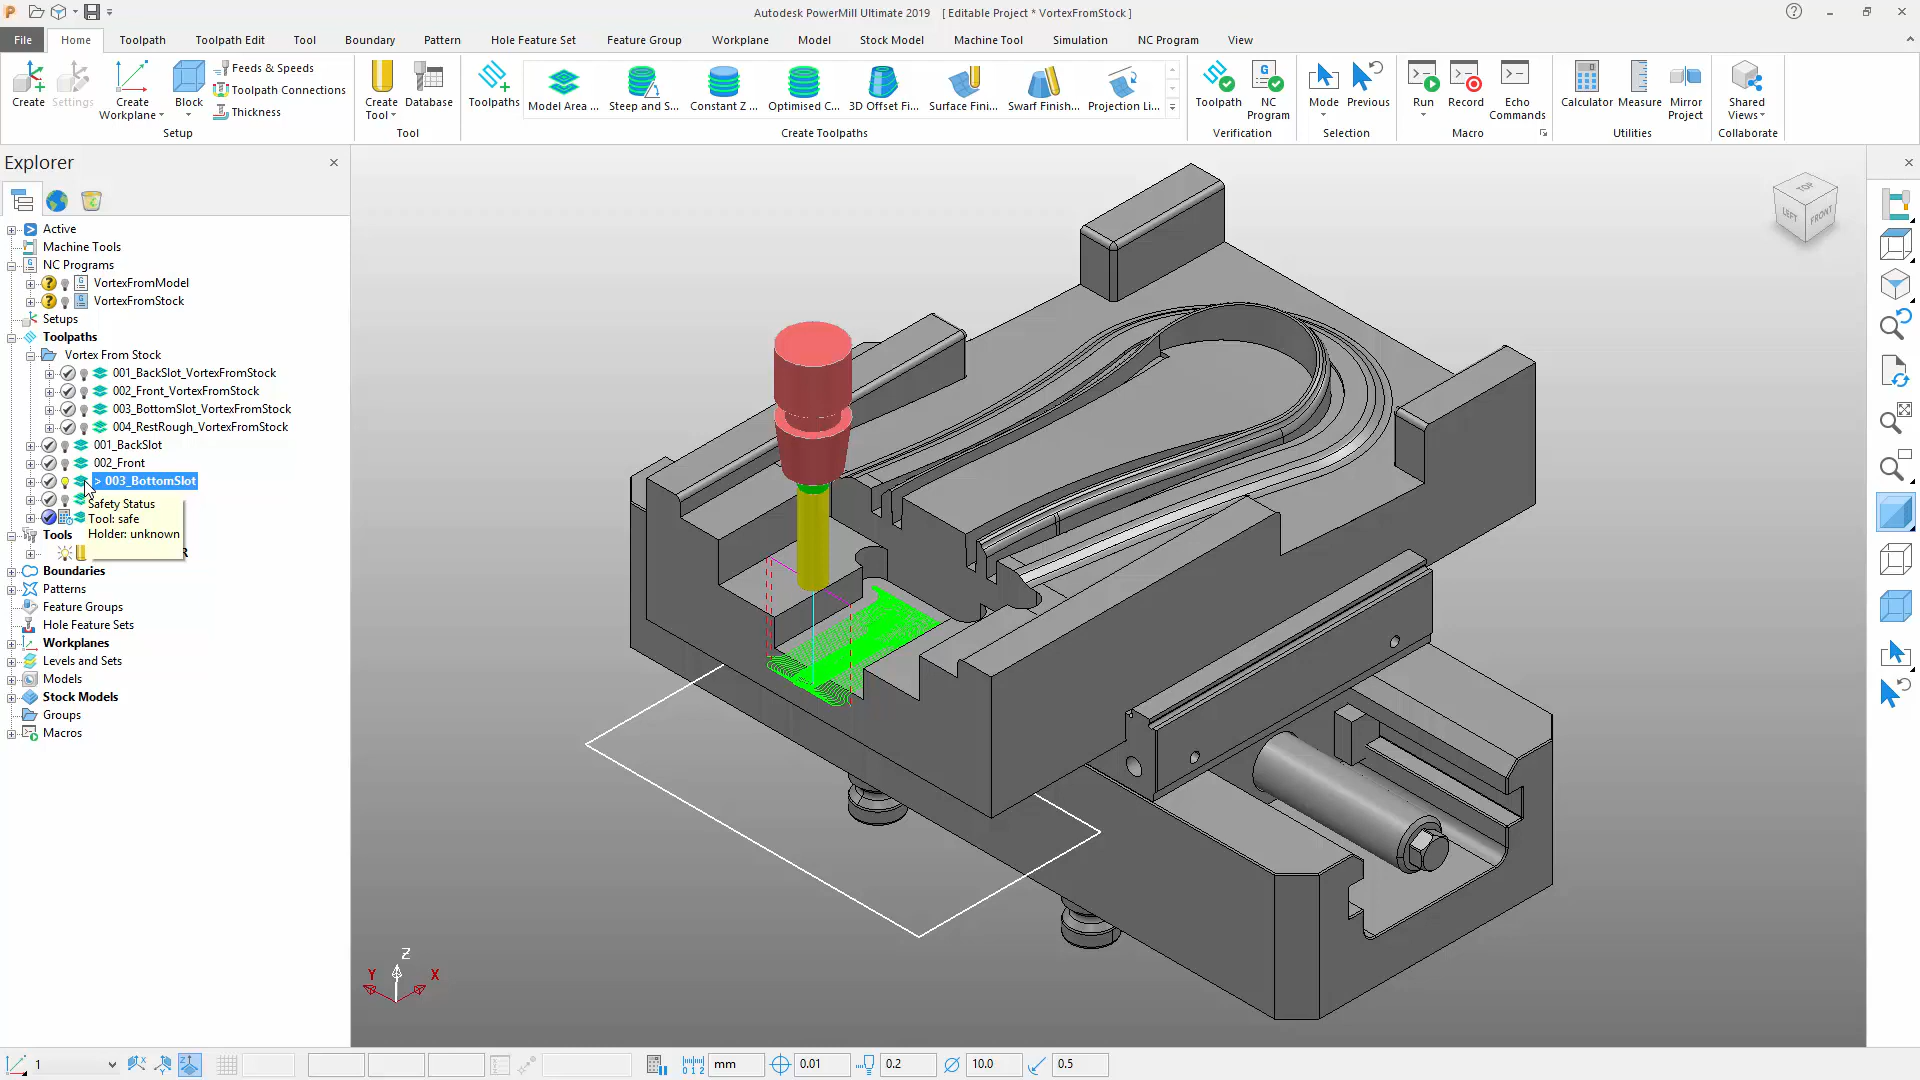 Autodesk PowerMill Ultimate 2019 [ Editable Project * VortexFromStock ]
File Home Toolpath Toolpath Edit Tool Boundary Pattern Hole Feature Set Feature Group Workplane Model Stock Model Machine Tool Simulation NC Program View
Create Settings Create Workplane Block Feeds & Speeds Toolpath Connections Thickness
Create Tool Database
Toolpaths Model Area ... Steep and S... Constant Z ... Optimised C... 3D Offset Fi... Surface Fini... Swarf Finish... Projection Li...
Toolpath NC Program Mode Previous Run Record Echo Commands Calculator Measure Mirror Project Shared Views
Setup Tool Create Toolpaths Verification Selection Macro Utilities Collaborate
Explorer
Active
Machine Tools
NC Programs
VortexFromModel
VortexFromStock
Setups
Toolpaths
Vortex From Stock
001_BackSlot_VortexFromStock
002_Front_VortexFromStock
003_BottomSlot_VortexFromStock
004_RestRough_VortexFromStock
001_BackSlot
002_Front
> 003_BottomSlot
Safety Status
Tool: safe
Holder: unknown
Tools
R
Boundaries
Patterns
Feature Groups
Hole Feature Sets
Workplanes
Levels and Sets
Models
Stock Models
Groups
Macros
TOP
LEFT FRONT
Z
Y X
1 mm 0.01 0.2 10.0 0.5